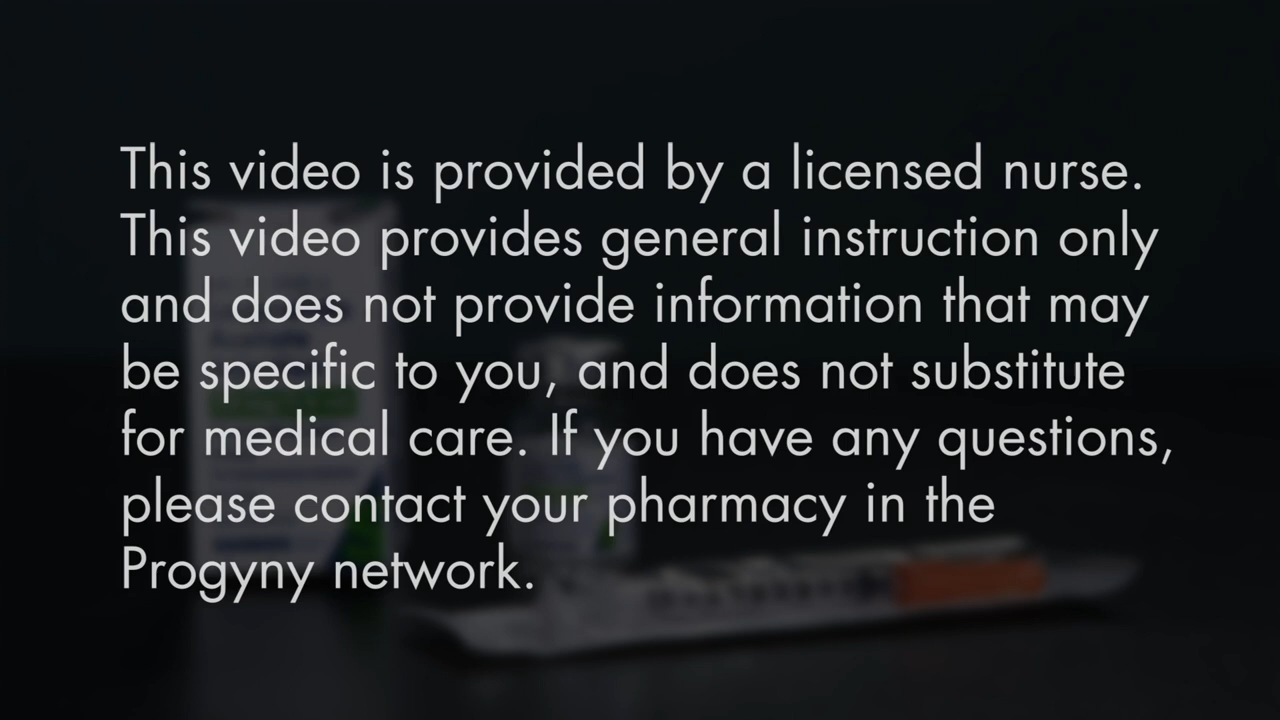 This video is provided by a licensed nurse.
This video provides general instruction only
and does not provide information that may
be specific to you, and does not substitute
for medical care. If you have any questions,
please contact your pharmacy in the
Progyny network.